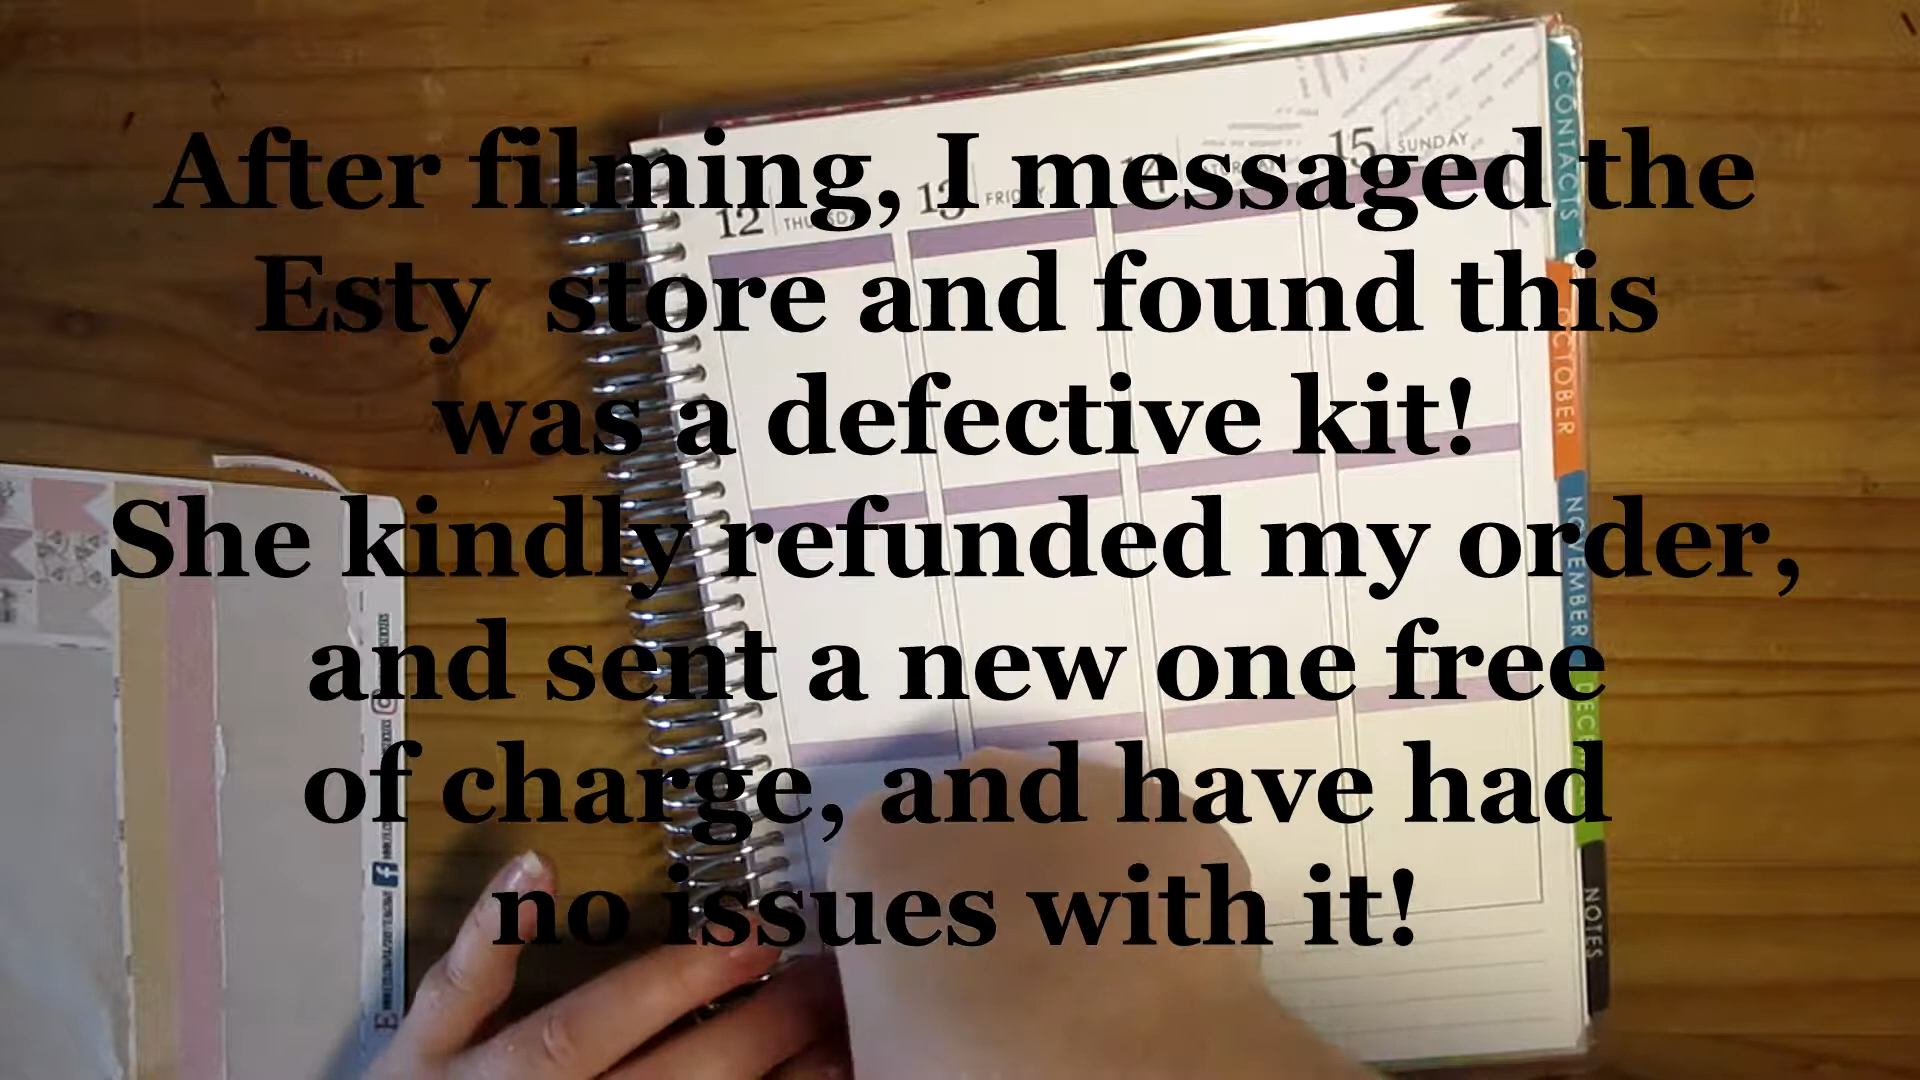 After filming, I messaged the
Esty store and found this
was a defective kit!
She kindly refunded my order,
and sent a new one free
of charge, and have had
no issues with it!
12 THURSDAY
13 FRIDAY
15 SUNDAY
CONTACTS
OCTOBER
NOVEMBER
NOTES